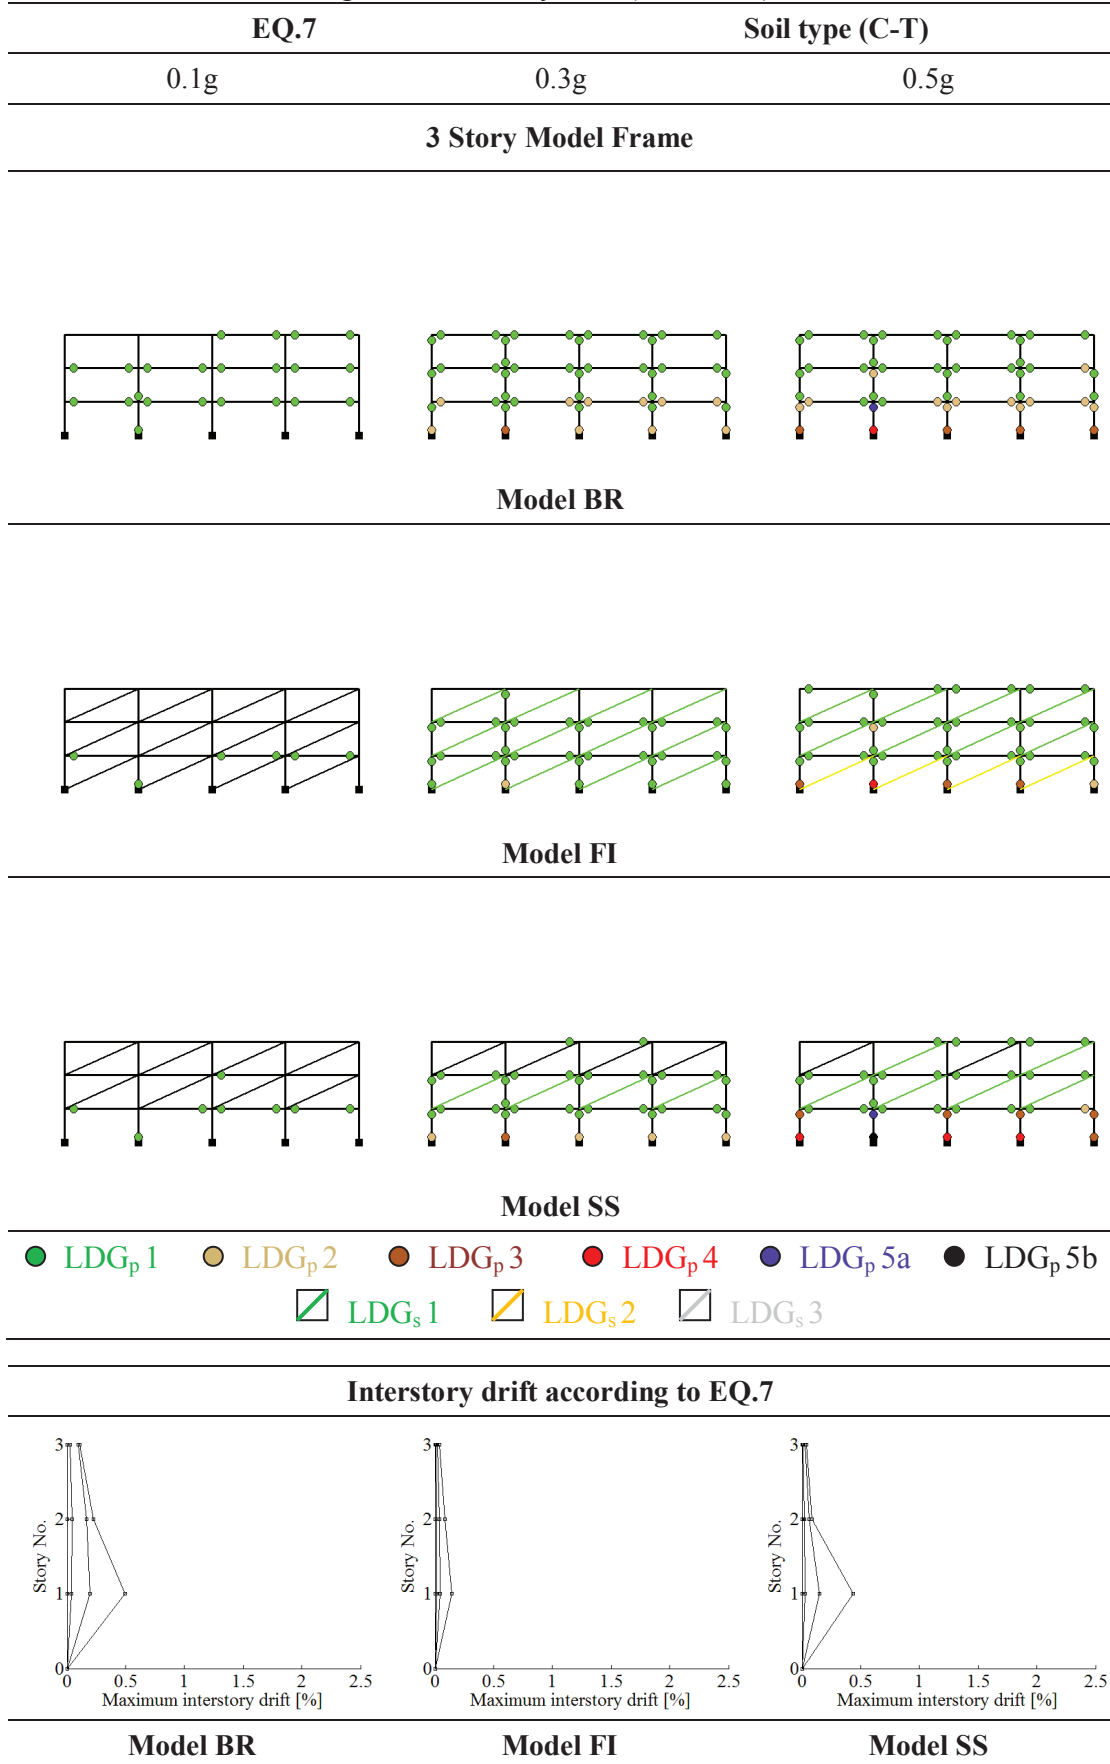 EQ.7 Soil type (C-T)
0.1g 0.3g 0.5g
3 Story Model Frame
Model BR
Model FI
Model SS
LDGp 1 LDGp 2 LDGp 3 LDGp 4 LDGp 5a LDGp 5b
LDGs 1 LDGs 2 LDGs 3
Interstory drift according to EQ.7
3
2
1
0
Story No.
0 0.5 1 1.5 2 2.5
Maximum interstory drift [%]
Model BR
3
2
1
0
Story No.
0 0.5 1 1.5 2 2.5
Maximum interstory drift [%]
Model FI
3
2
1
0
Story No.
0 0.5 1 1.5 2 2.5
Maximum interstory drift [%]
Model SS